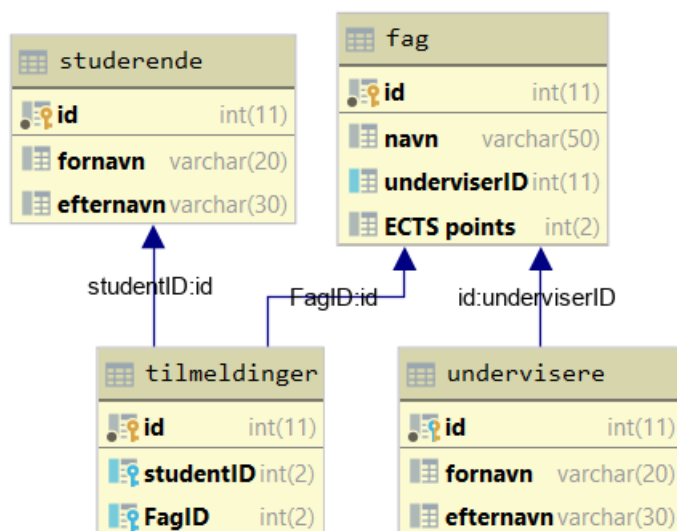 studerende
id int(11)
fornavn varchar(20)
efternavn varchar(30)
fag
id int(11)
navn varchar(50)
underviserID int(11)
ECTS points int(2)
studentID:id
FagID:id
id:underviserID
tilmeldinger
id int(11)
studentID int(2)
FagID int(2)
undervisere
id int(11)
fornavn varchar(20)
efternavn varchar(30)